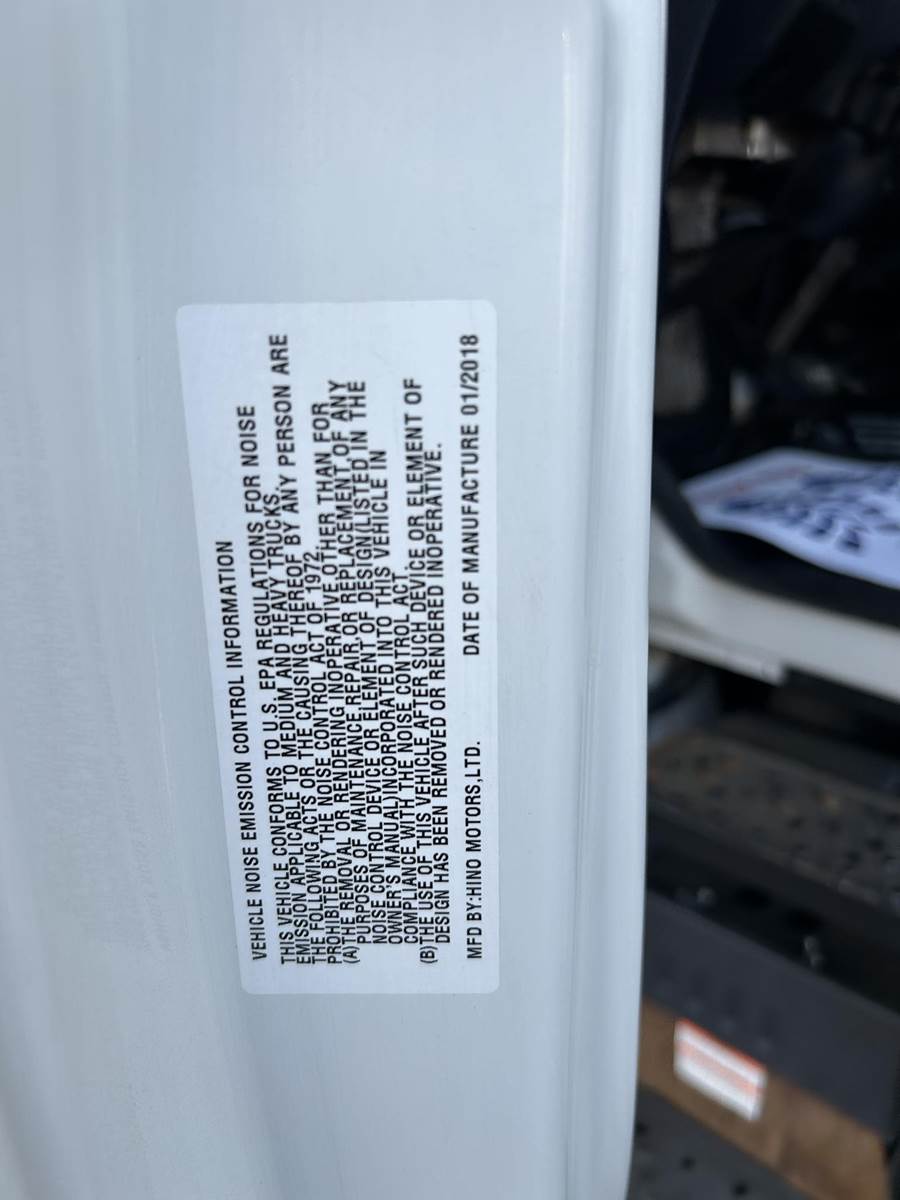 VEHICLE NOISE EMISSION CONTROL INFORMATION
THIS VEHICLE CONFORMS TO U.S. EPA REGULATIONS FOR NOISE
EMISSION APPLICABLE TO MEDIUM AND HEAVY TRUCKS.
THE FOLLOWING ACTS OR THE CAUSING THEREOF BY ANY PERSON ARE
PROHIBITED BY THE NOISE CONTROL ACT OF 1972.
(A)THE REMOVAL OR RENDERING INOPERATIVE OTHER THAN FOR
PURPOSES OF MAINTENANCE,REPAIR,OR REPLACEMENT,OF ANY
NOISE CONTROL DEVICE OR ELEMENT OF DESIGN(LISTED IN THE
OWNER'S MANUAL)INCORPORATED INTO THIS VEHICLE IN
COMPLIANCE WITH THE NOISE CONTROL ACT
(B)THE USE OF THIS VEHICLE AFTER SUCH DEVICE OR ELEMENT OF
DESIGN HAS BEEN REMOVED OR RENDERED INOPERATIVE.
MFD BY:HINO MOTORS,LTD. DATE OF MANUFACTURE 01/2018